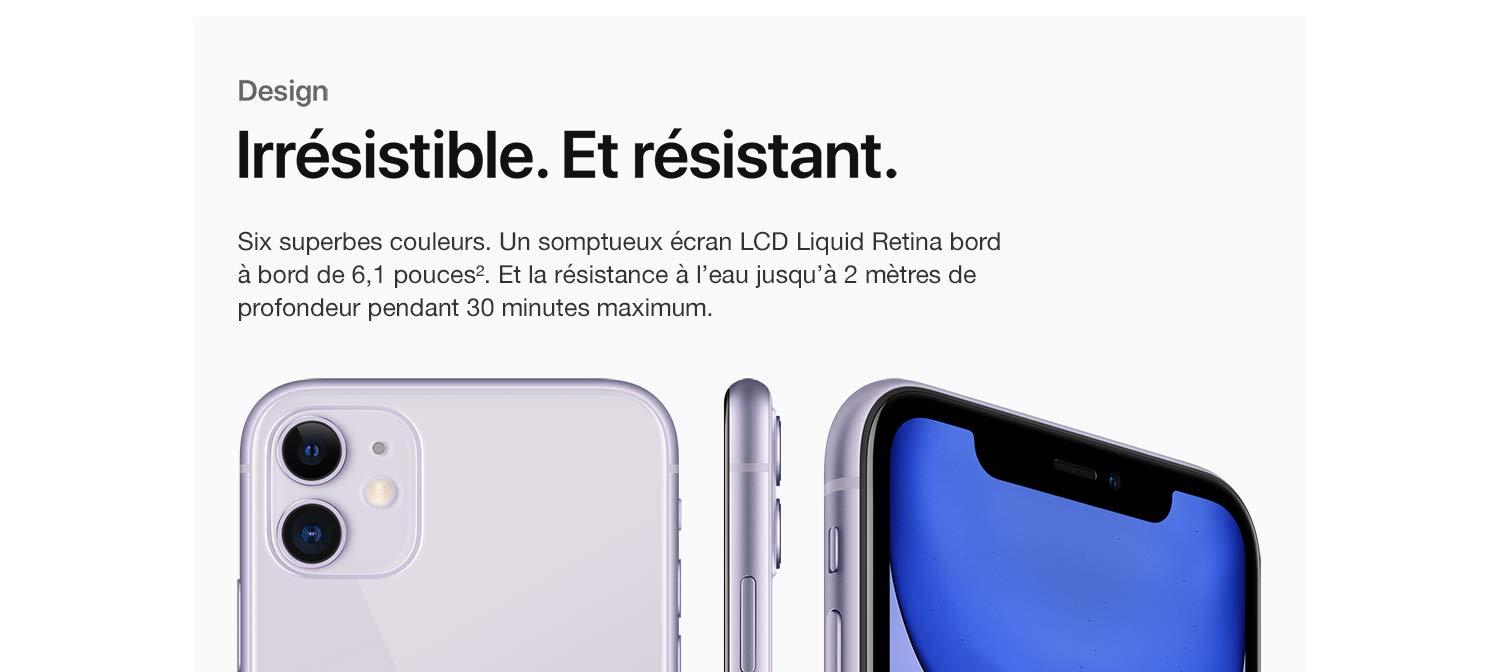 Design
Irrésistible. Et résistant.
Six superbes couleurs. Un somptueux écran LCD Liquid Retina bord
à bord de 6,1 pouces². Et la résistance à l’eau jusqu’à 2 mètres de
profondeur pendant 30 minutes maximum.